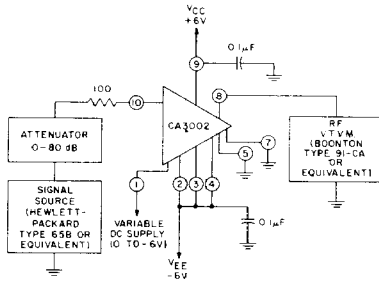 VCC
+6V
0.1µF
9
100
10
8
CA3002
ATTENUATOR
0-80 dB
7
5
RF
V.T.V.M.
(BOONTON
TYPE 91-CA
OR
EQUIVALENT)
SIGNAL
SOURCE
(HEWLETT-
PACKARD
TYPE 65B OR
EQUIVALENT)
1
2
3
4
VARIABLE
DC SUPPLY
(0 TO -6V)
0.1µF
VEE
-6V